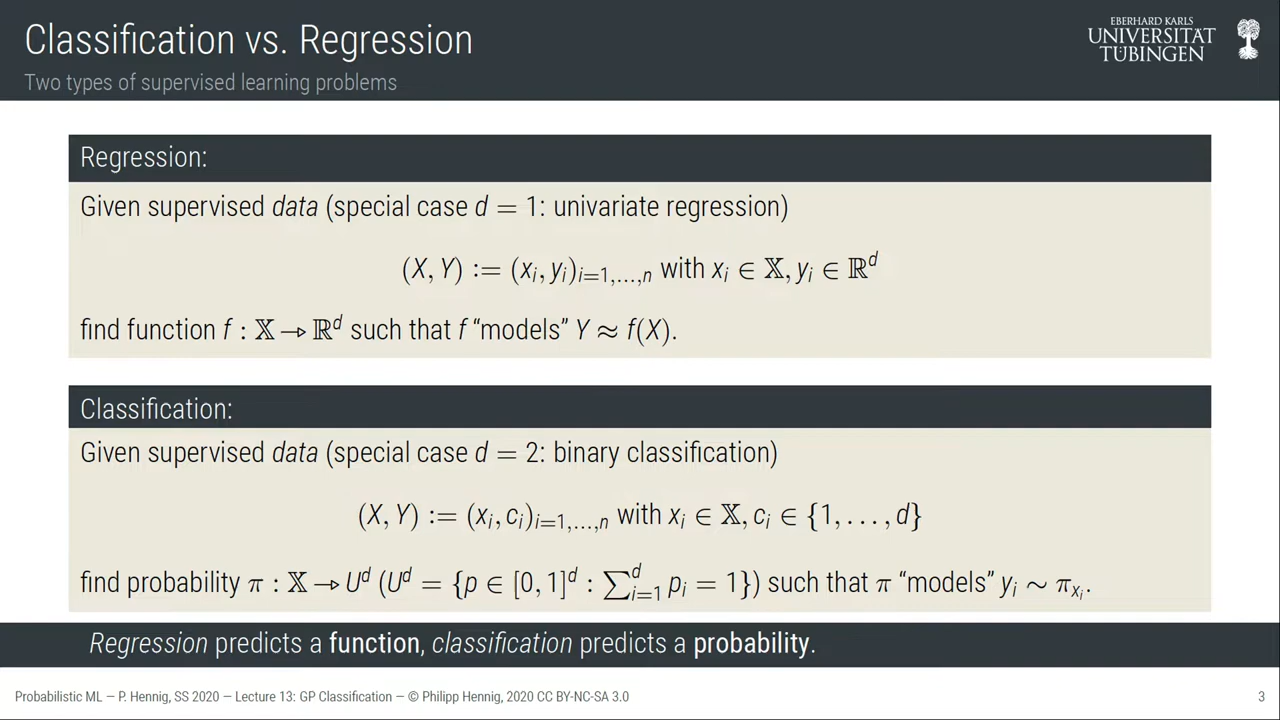 Classification vs. Regression
Two types of supervised learning problems
EBERHARD KARLS
UNIVERSITÄT
TÜBINGEN
Regression:
Given supervised data (special case d = 1: univariate regression)
(X, Y) := (xᵢ, yᵢ)ᵢ₌₁,...,ₙ with xᵢ ∈ 𝕏, yᵢ ∈ ℝᵈ
find function f : 𝕏 → ℝᵈ such that f “models” Y ≈ f(X).
Classification:
Given supervised data (special case d = 2: binary classification)
(X, Y) := (xᵢ, cᵢ)ᵢ₌₁,...,ₙ with xᵢ ∈ 𝕏, cᵢ ∈ {1, . . . , d}
find probability π : 𝕏 → Uᵈ (Uᵈ = {p ∈ [0, 1]ᵈ : ∑ᵢ₌₁ᵈ pᵢ = 1}) such that π “models” yᵢ ∼ π_{xᵢ}.
Regression predicts a function, classification predicts a probability.
Probabilistic ML — P. Hennig, SS 2020 — Lecture 13: GP Classification — © Philipp Hennig, 2020 CC BY-NC-SA 3.0
3